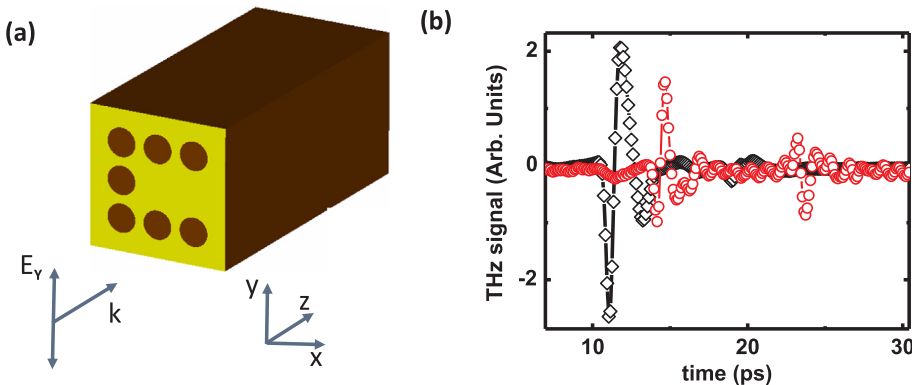 (a)
E_Y
k
y
z
x
(b)
THz signal (Arb. Units)
2
0
-2
10
20
30
time (ps)